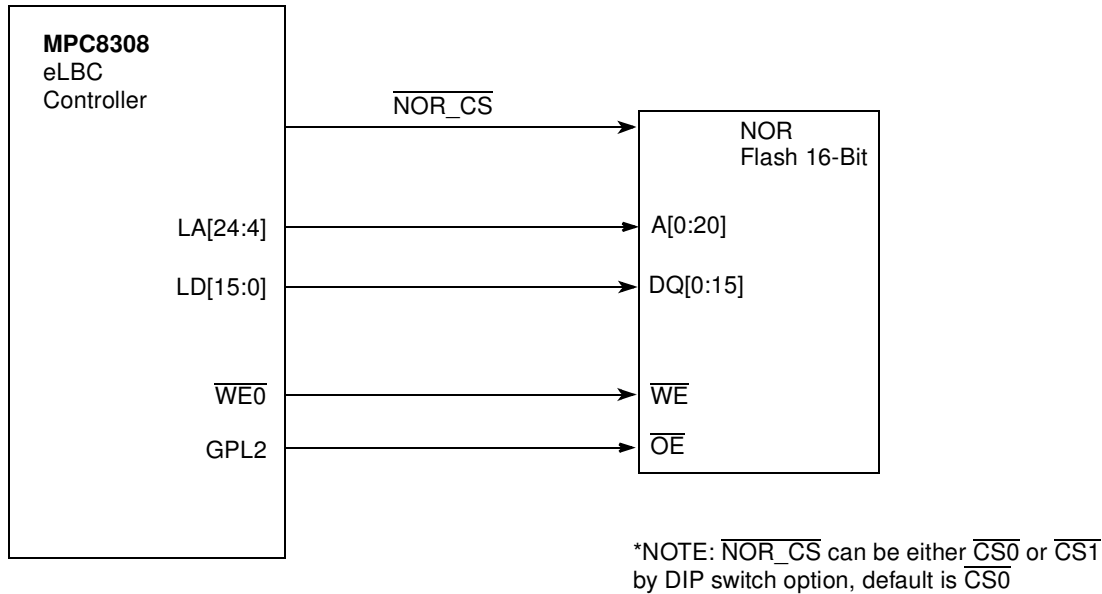 MPC8308
eLBC
Controller
NOR_CS
NOR
Flash 16-Bit
LA[24:4]
A[0:20]
LD[15:0]
DQ[0:15]
WE0
WE
GPL2
OE
*NOTE: NOR_CS can be either CS0 or CS1
by DIP switch option, default is CS0